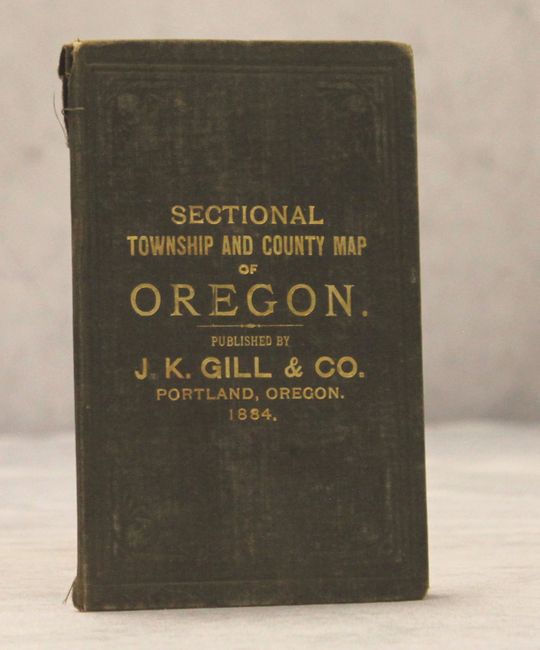 SECTIONAL
TOWNSHIP AND COUNTY MAP
OF
OREGON.
PUBLISHED BY
J. K. GILL & CO.
PORTLAND, OREGON.
1884.